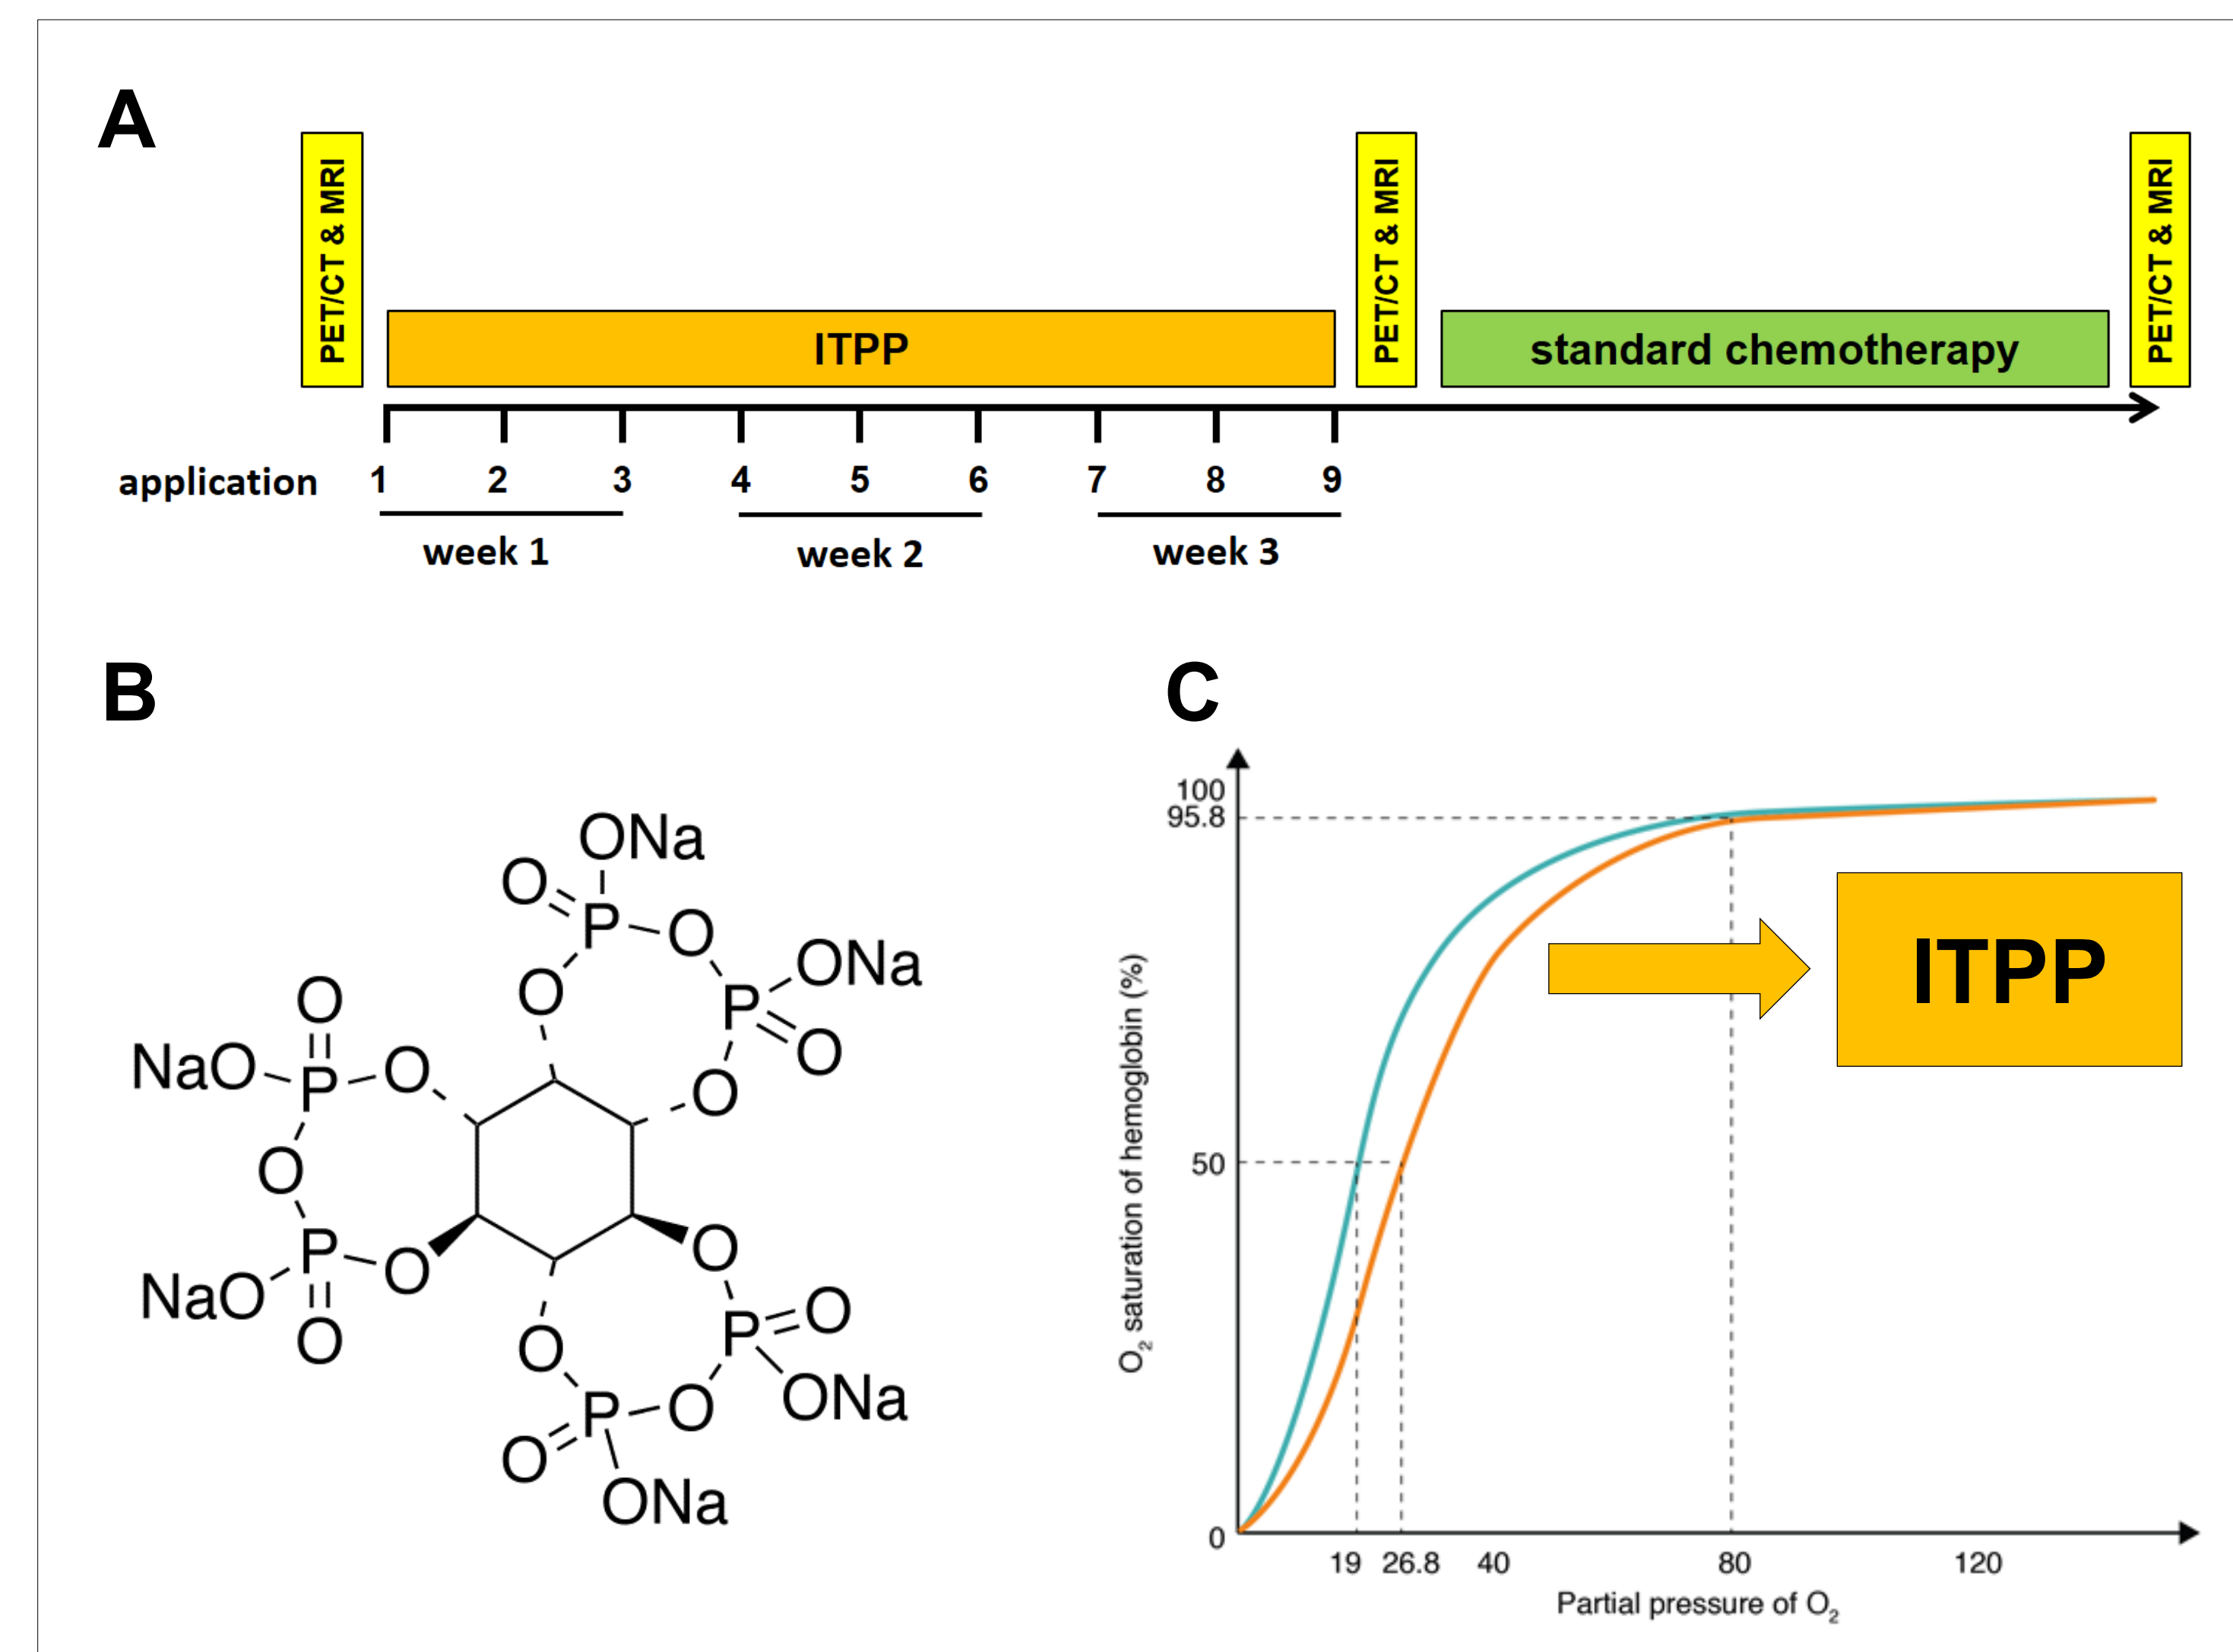 A
PET/CT & MRI
PET/CT & MRI
PET/CT & MRI
ITPP
standard chemotherapy
application 1 2 3 4 5 6 7 8 9
week 1 week 2 week 3
B
ONa
O
P O
ONa
O
P
O
O
O
NaO
P
O
O
O
P
O
NaO
O
O
O
P
O
ONa
P
O
O
ONa
C
100
95.8
50
0
O₂ saturation of hemoglobin (%)
ITPP
19 26.8 40 80 120
Partial pressure of O₂